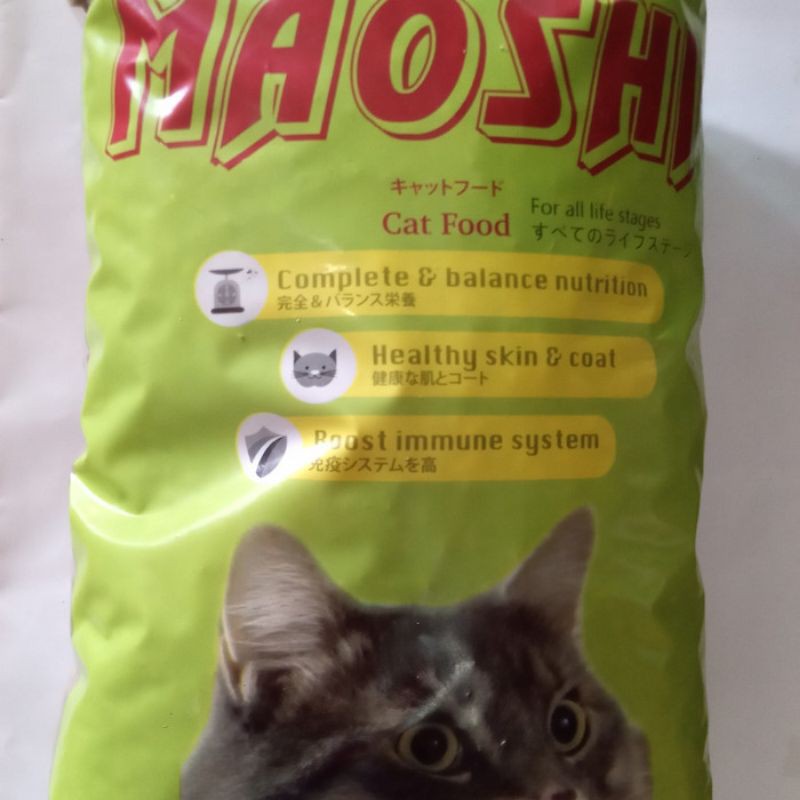 MAOSHI
キャットフード
Cat Food
For all life stages
すべてのライフステージ
Complete & balance nutrition
完全&バランス栄養
Healthy skin & coat
健康な肌とコート
Boost immune system
免疫システムを高